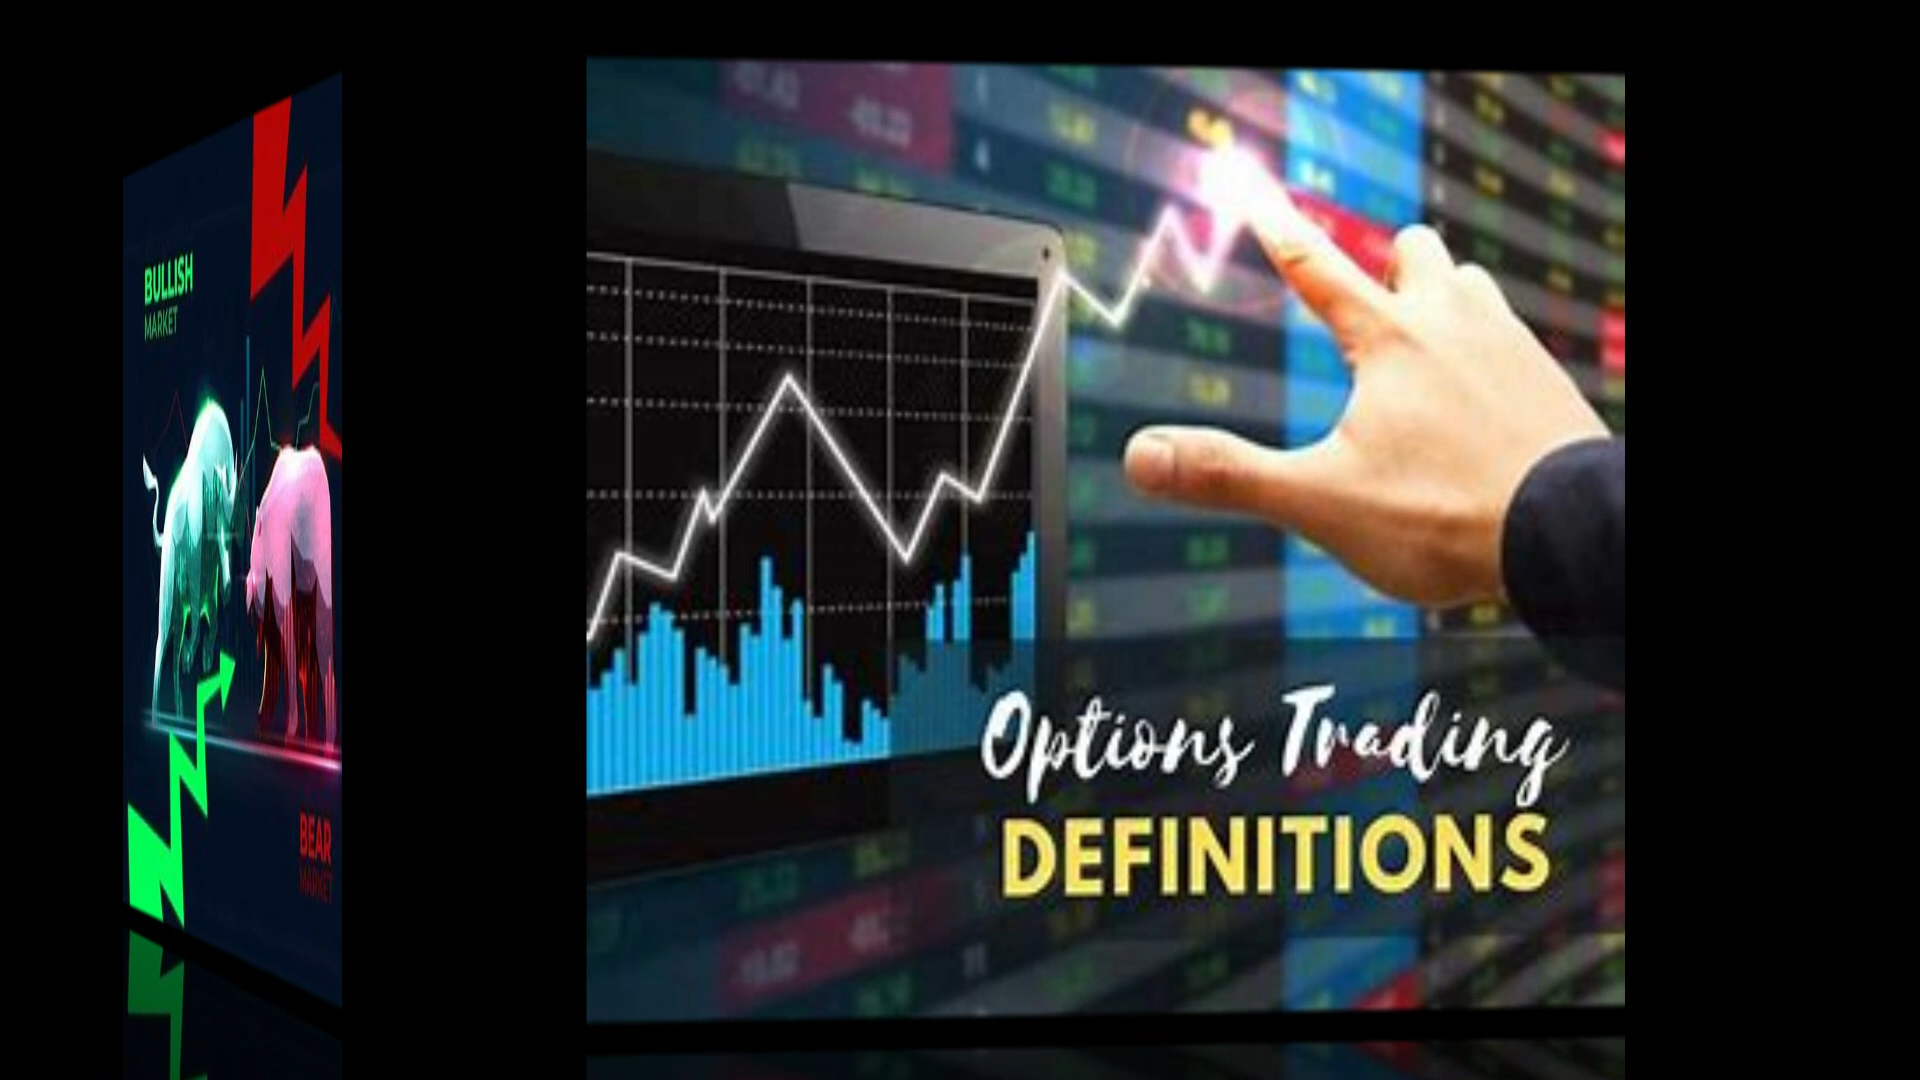 BULLISH
MARKET
BEAR
MARKET
Options Trading
DEFINITIONS